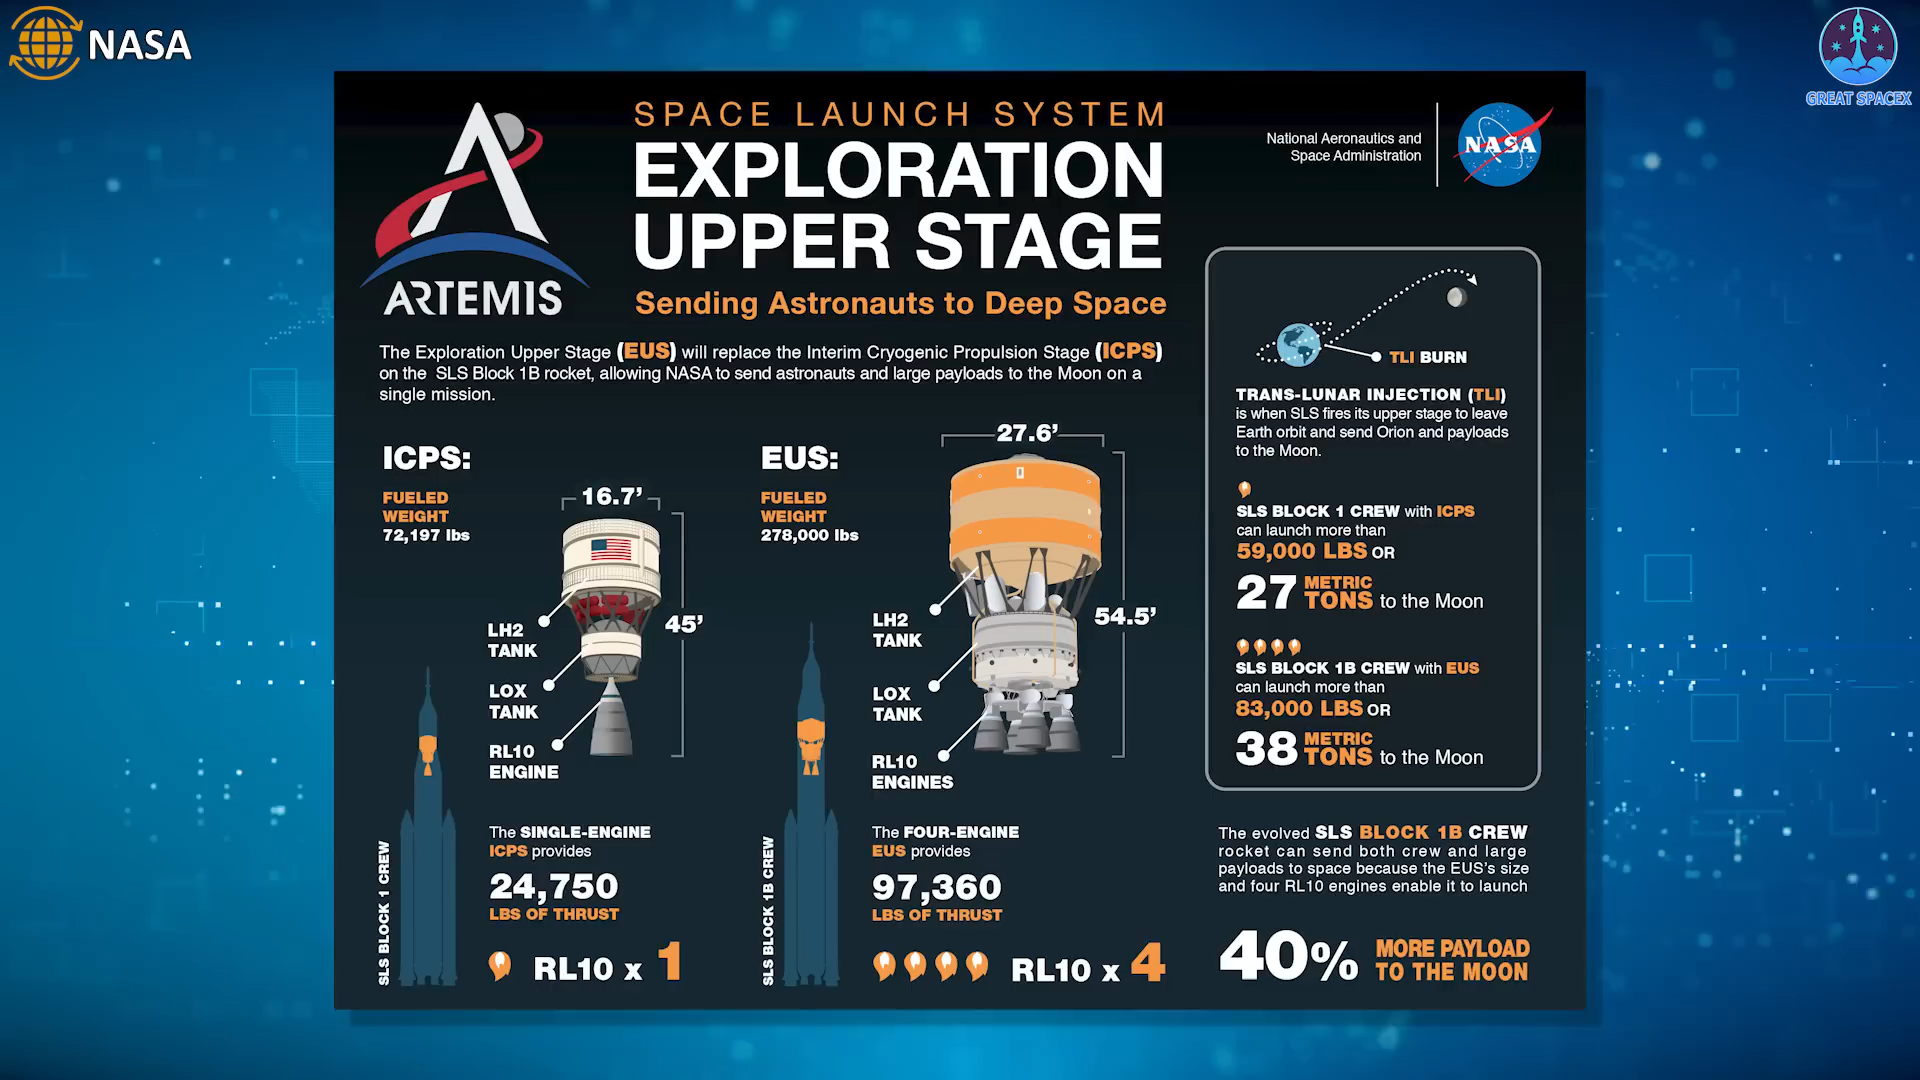 NASA
GREAT SPACEX
ARTEMIS
SPACE LAUNCH SYSTEM
EXPLORATION
UPPER STAGE
Sending Astronauts to Deep Space
National Aeronautics and
Space Administration
NASA
The Exploration Upper Stage (EUS) will replace the Interim Cryogenic Propulsion Stage (ICPS)
on the SLS Block 1B rocket, allowing NASA to send astronauts and large payloads to the Moon on a
single mission.
ICPS:
FUELED
WEIGHT
72,197 lbs
16.7’
45’
LH2
TANK
LOX
TANK
RL10
ENGINE
SLS BLOCK 1 CREW
The SINGLE-ENGINE
ICPS provides
24,750
LBS OF THRUST
RL10 x 1
EUS:
FUELED
WEIGHT
278,000 lbs
27.6’
54.5’
LH2
TANK
LOX
TANK
RL10
ENGINES
SLS BLOCK 1B CREW
The FOUR-ENGINE
EUS provides
97,360
LBS OF THRUST
RL10 x 4
TLI BURN
TRANS-LUNAR INJECTION (TLI)
is when SLS fires its upper stage to leave
Earth orbit and send Orion and payloads
to the Moon.
SLS BLOCK 1 CREW with ICPS
can launch more than
59,000 LBS OR
27 METRIC TONS to the Moon
SLS BLOCK 1B CREW with EUS
can launch more than
83,000 LBS OR
38 METRIC TONS to the Moon
The evolved SLS BLOCK 1B CREW
rocket can send both crew and large
payloads to space because the EUS’s size
and four RL10 engines enable it to launch
40% MORE PAYLOAD
TO THE MOON